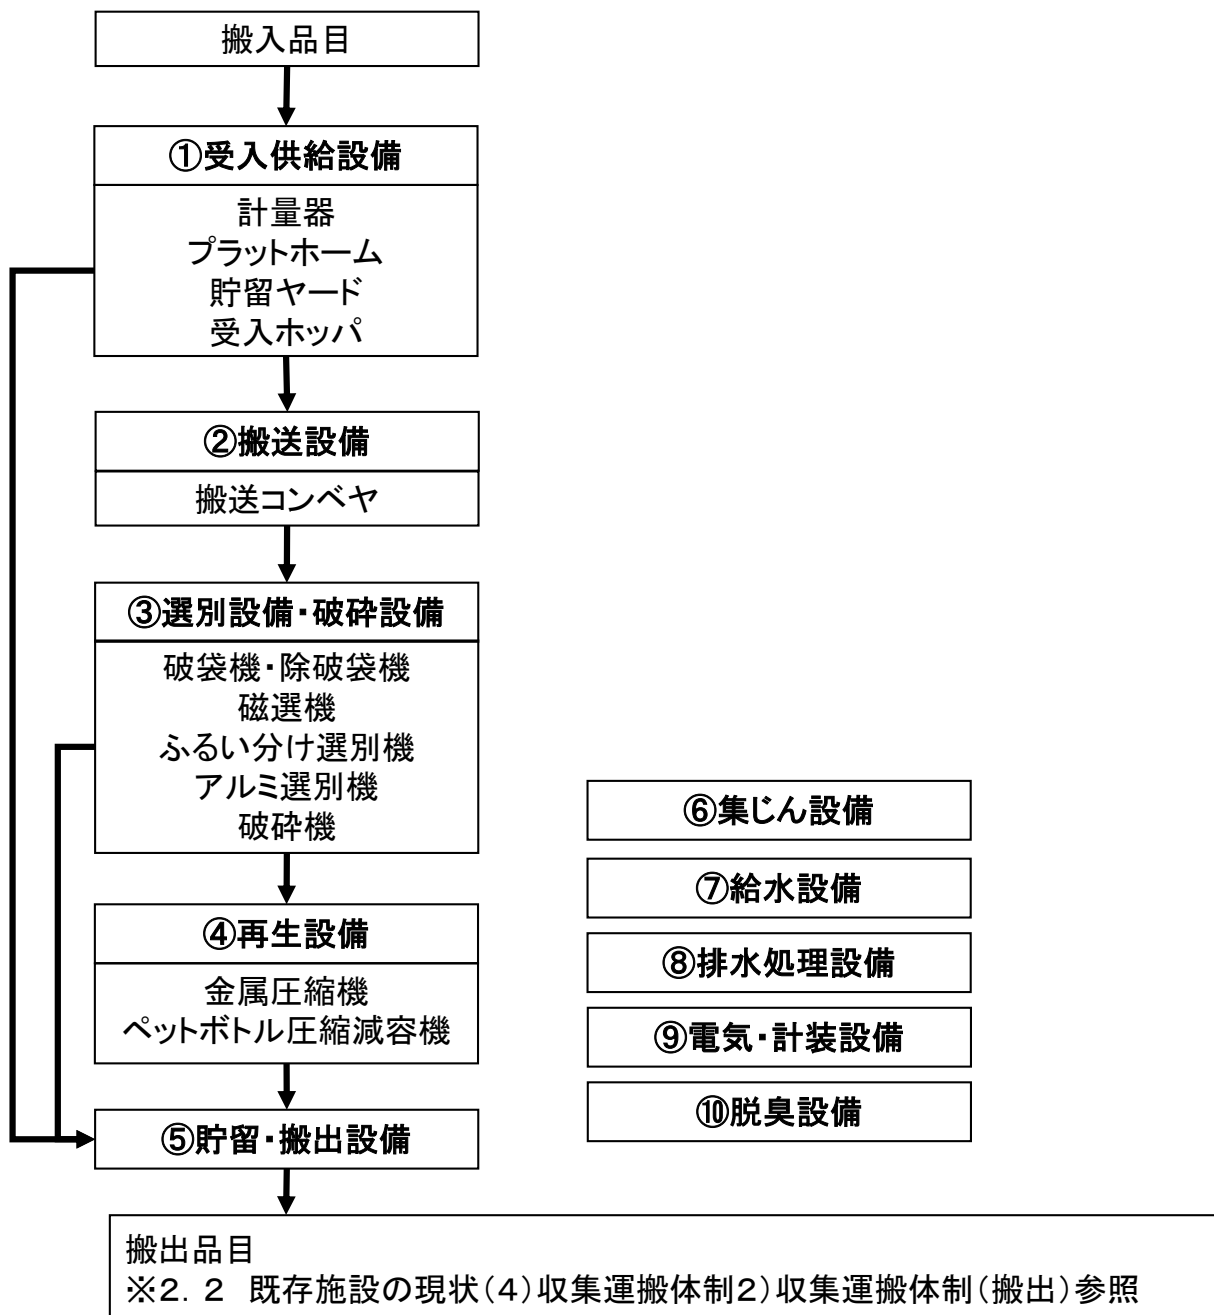 搬入品目
①受入供給設備
計量器
プラットホーム
貯留ヤード
受入ホッパ
②搬送設備
搬送コンベヤ
③選別設備・破砕設備
破袋機・除破袋機
磁選機
ふるい分け選別機
アルミ選別機
破砕機
④再生設備
金属圧縮機
ペットボトル圧縮減容機
⑤貯留・搬出設備
⑥集じん設備
⑦給水設備
⑧排水処理設備
⑨電気・計装設備
⑩脱臭設備
搬出品目
※2．2　既存施設の現状（4）収集運搬体制2）収集運搬体制（搬出）参照